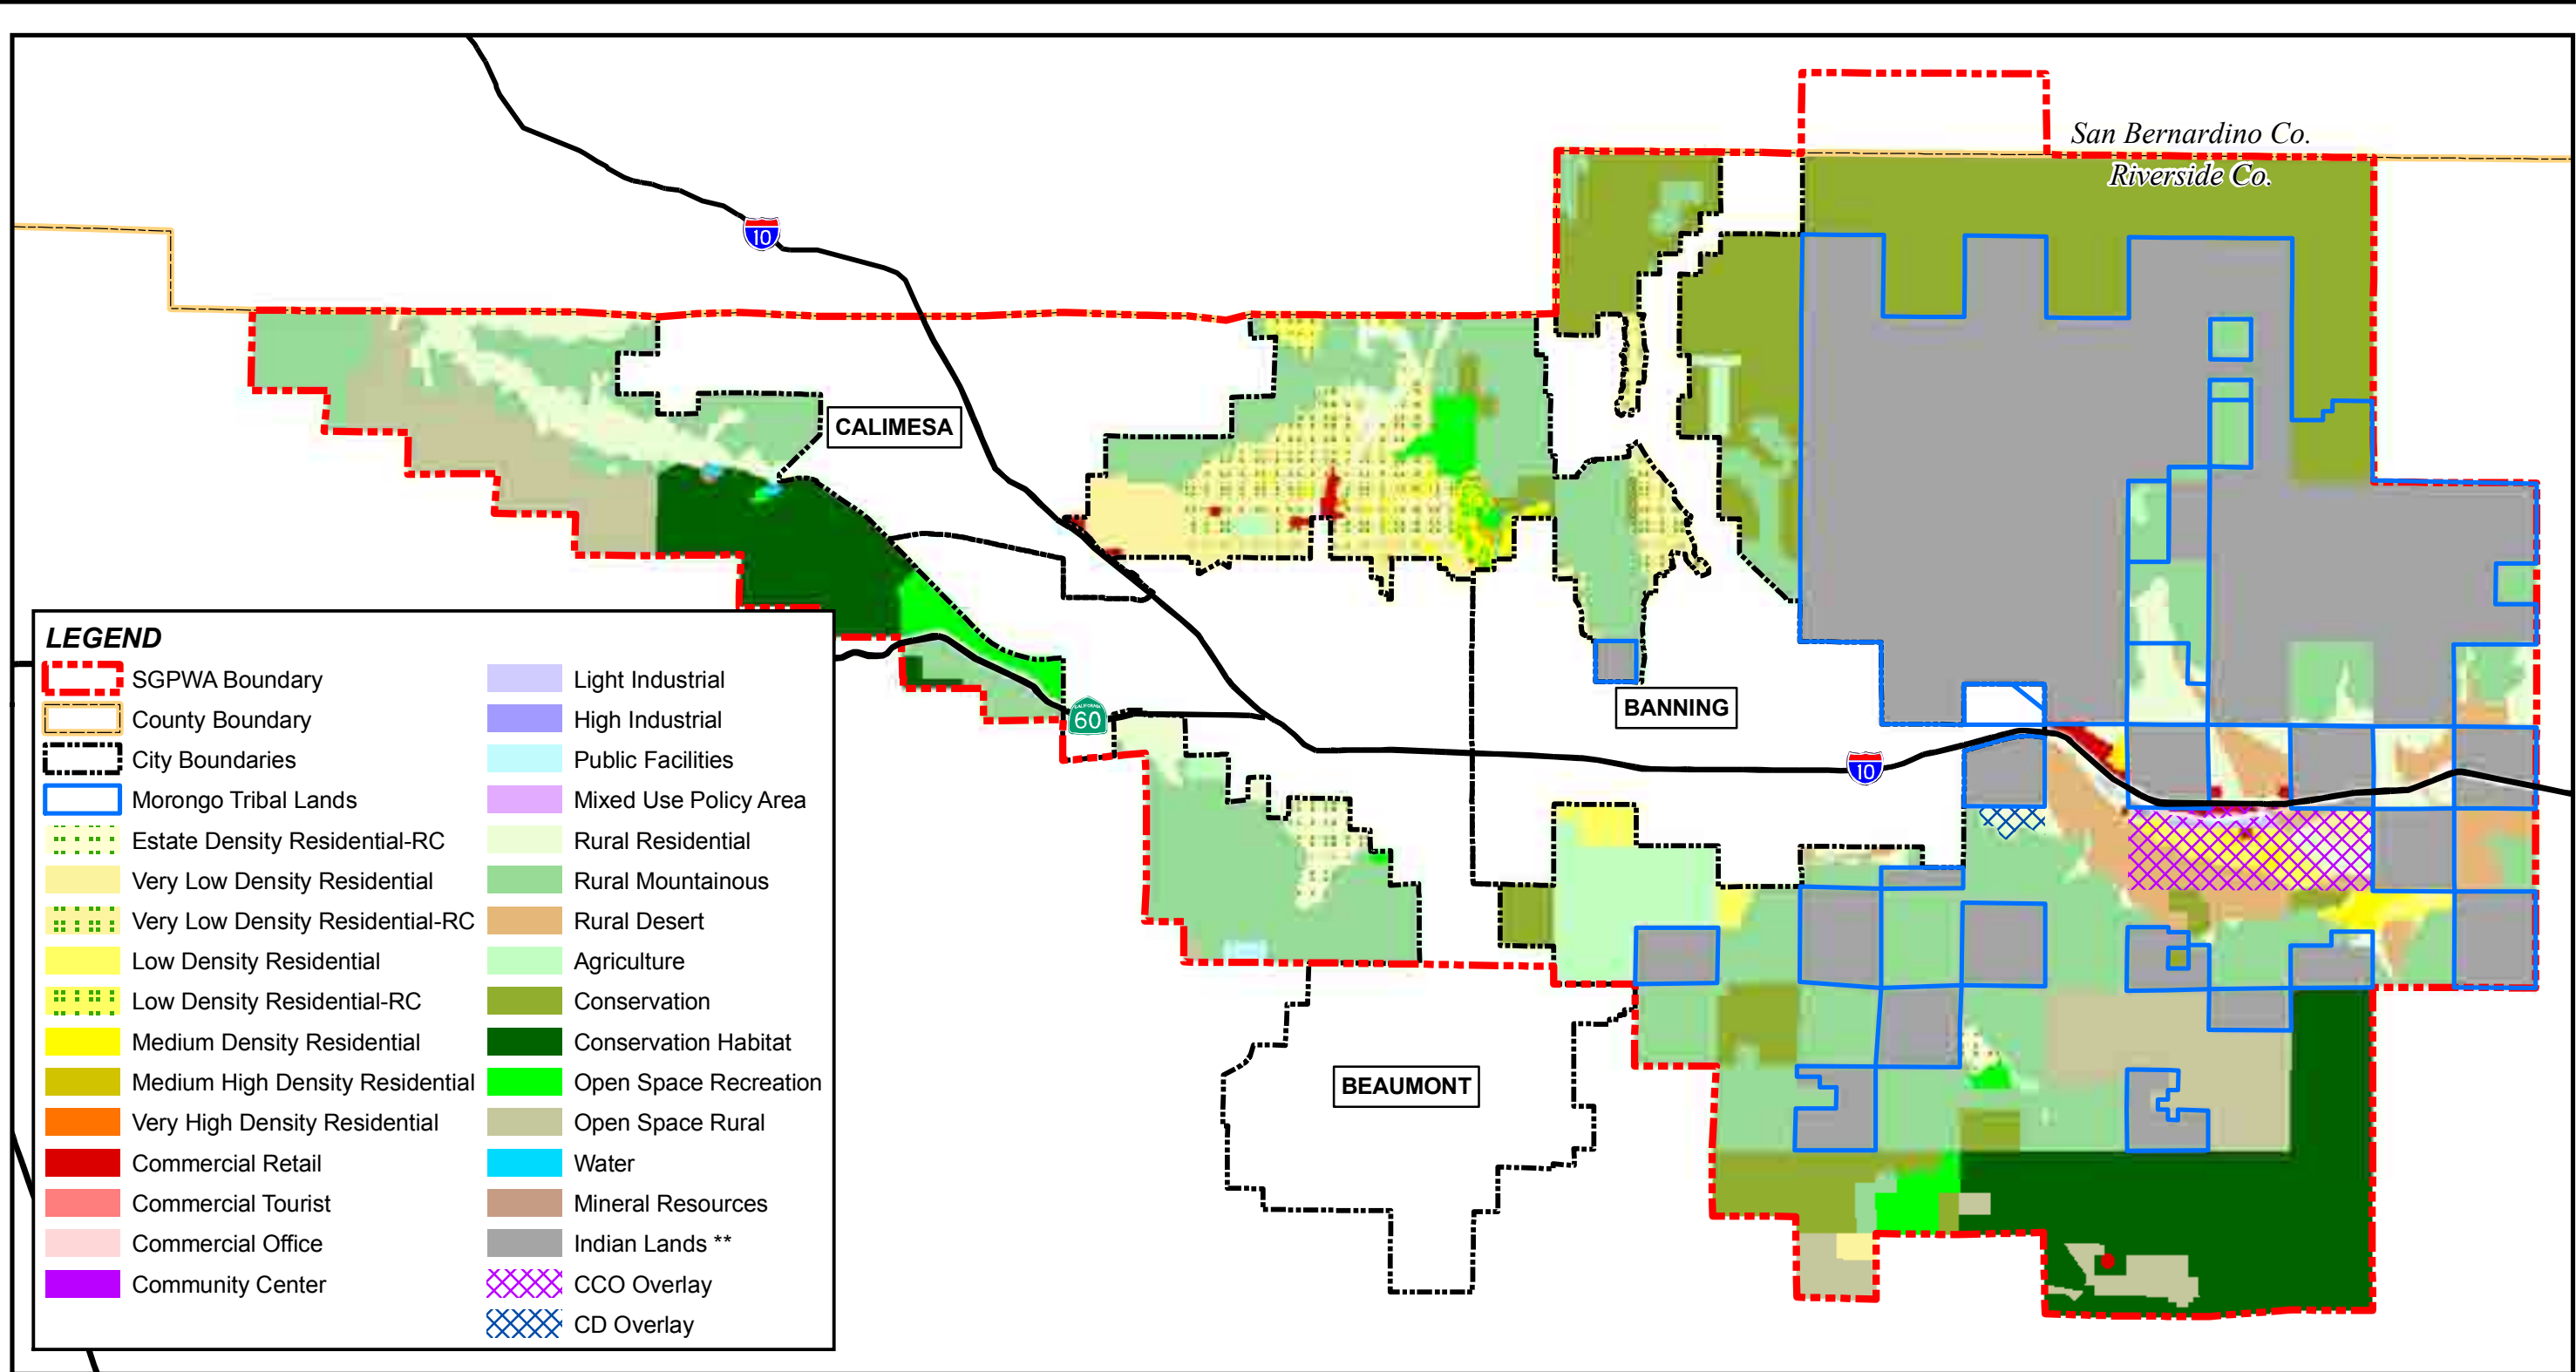 San Bernardino Co.
Riverside Co.
10
CALIMESA
LEGEND
SGPWA Boundary
County Boundary
City Boundaries
Morongo Tribal Lands
Estate Density Residential-RC
Very Low Density Residential
Very Low Density Residential-RC
Low Density Residential
Low Density Residential-RC
Medium Density Residential
Medium High Density Residential
Very High Density Residential
Commercial Retail
Commercial Tourist
Commercial Office
Community Center
Light Industrial
High Industrial
Public Facilities
Mixed Use Policy Area
Rural Residential
Rural Mountainous
Rural Desert
Agriculture
Conservation
Conservation Habitat
Open Space Recreation
Open Space Rural
Water
Mineral Resources
Indian Lands **
CCO Overlay
CD Overlay
CALIFORNIA
60
BANNING
10
BEAUMONT